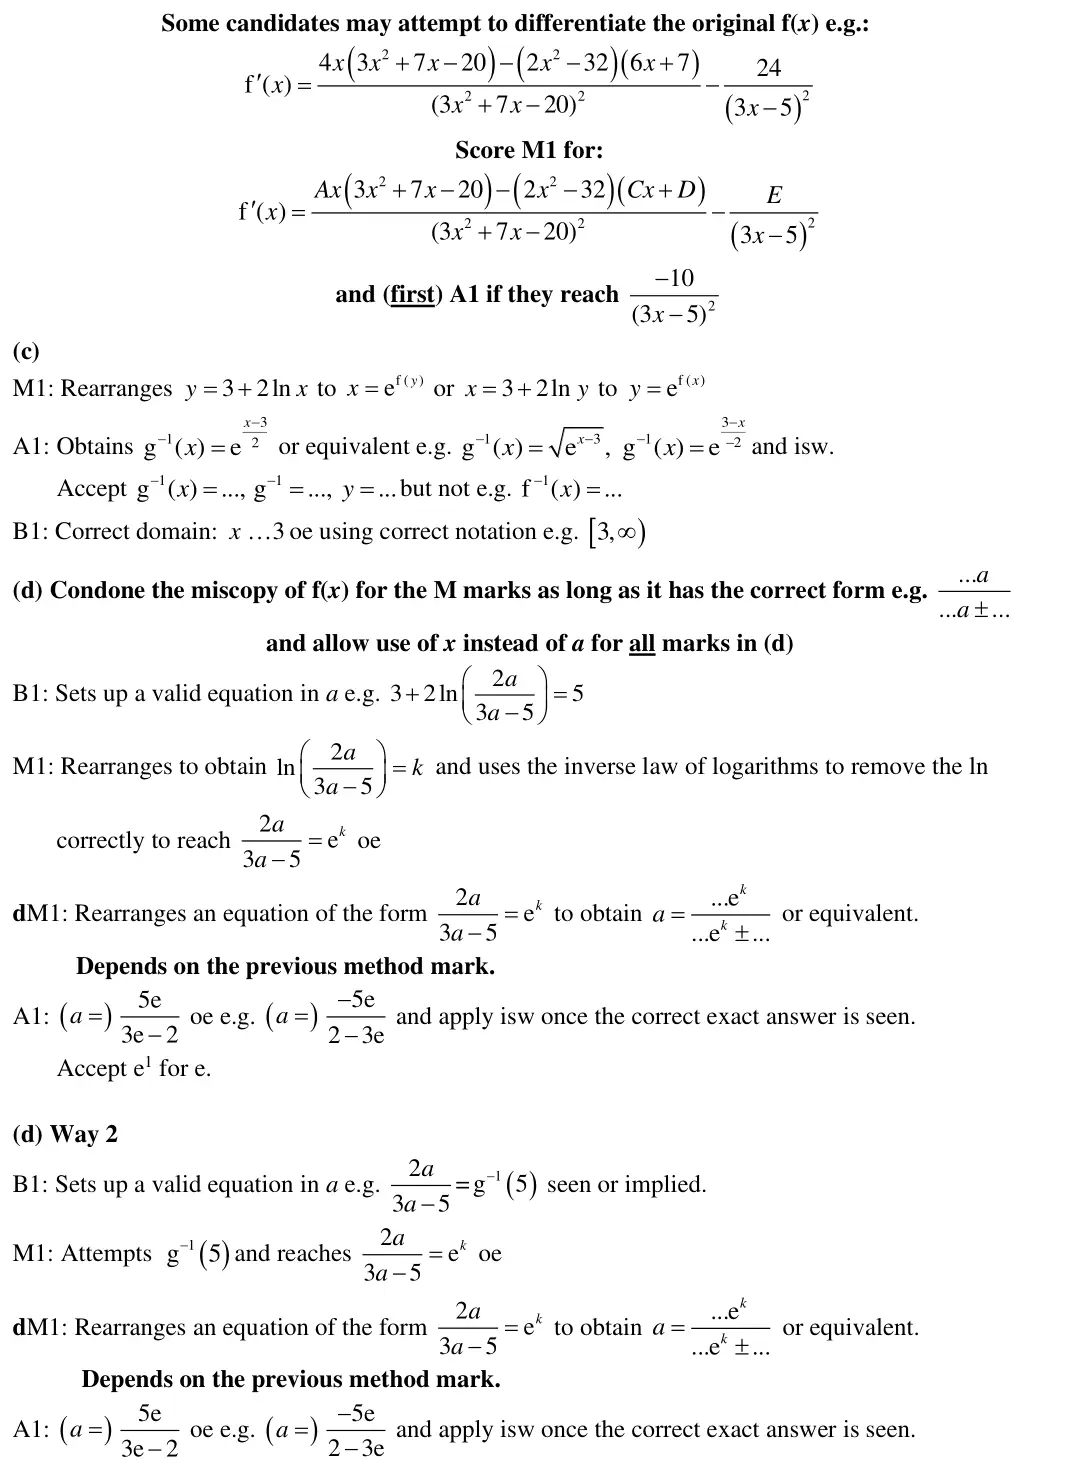 Some candidates may attempt to differentiate the original f(x) e.g.:
f′(x) = (4x(3x² + 7x − 20) − (2x² − 32)(6x + 7)) / (3x² + 7x − 20)² − 24 / (3x − 5)²
Score M1 for:
f′(x) = (Ax(3x² + 7x − 20) − (2x² − 32)(Cx + D)) / (3x² + 7x − 20)² − E / (3x − 5)²
and (first) A1 if they reach −10 / (3x − 5)²
(c)
M1: Rearranges y = 3 + 2ln x to x = e^(f(y)) or x = 3 + 2ln y to y = e^(f(x))
A1: Obtains g⁻¹(x) = e^((x−3)/2) or equivalent e.g. g⁻¹(x) = √(e^(x−3)), g⁻¹(x) = e^((3−x)/−2) and isw.
Accept g⁻¹(x) = ..., g⁻¹ = ..., y = ... but not e.g. f⁻¹(x) = ...
B1: Correct domain: x …3 oe using correct notation e.g. [3, ∞)
(d) Condone the miscopy of f(x) for the M marks as long as it has the correct form e.g. ...a / ...a ± ...
and allow use of x instead of a for all marks in (d)
B1: Sets up a valid equation in a e.g. 3 + 2ln(2a / (3a − 5)) = 5
M1: Rearranges to obtain ln(2a / (3a − 5)) = k and uses the inverse law of logarithms to remove the ln
correctly to reach 2a / (3a − 5) = eᵏ oe
dM1: Rearranges an equation of the form 2a / (3a − 5) = eᵏ to obtain a = ...eᵏ / ...eᵏ ± ... or equivalent.
Depends on the previous method mark.
A1: (a =) 5e / (3e − 2) oe e.g. (a =) −5e / (2 − 3e) and apply isw once the correct exact answer is seen.
Accept e¹ for e.
(d) Way 2
B1: Sets up a valid equation in a e.g. 2a / (3a − 5) = g⁻¹(5) seen or implied.
M1: Attempts g⁻¹(5) and reaches 2a / (3a − 5) = eᵏ oe
dM1: Rearranges an equation of the form 2a / (3a − 5) = eᵏ to obtain a = ...eᵏ / ...eᵏ ± ... or equivalent.
Depends on the previous method mark.
A1: (a =) 5e / (3e − 2) oe e.g. (a =) −5e / (2 − 3e) and apply isw once the correct exact answer is seen.